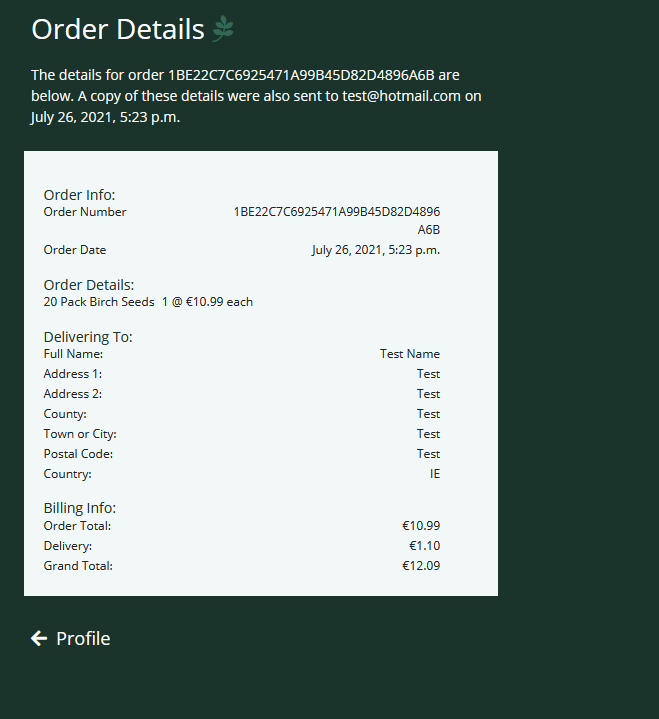 Order Details
The details for order 1BE22C7C6925471A99B45D82D4896A6B are
below. A copy of these details were also sent to test@hotmail.com on
July 26, 2021, 5:23 p.m.
Order Info:
Order Number 1BE22C7C6925471A99B45D82D4896
A6B
Order Date July 26, 2021, 5:23 p.m.
Order Details:
20 Pack Birch Seeds 1 @ €10.99 each
Delivering To:
Full Name: Test Name
Address 1: Test
Address 2: Test
County: Test
Town or City: Test
Postal Code: Test
Country: IE
Billing Info:
Order Total: €10.99
Delivery: €1.10
Grand Total: €12.09
Profile